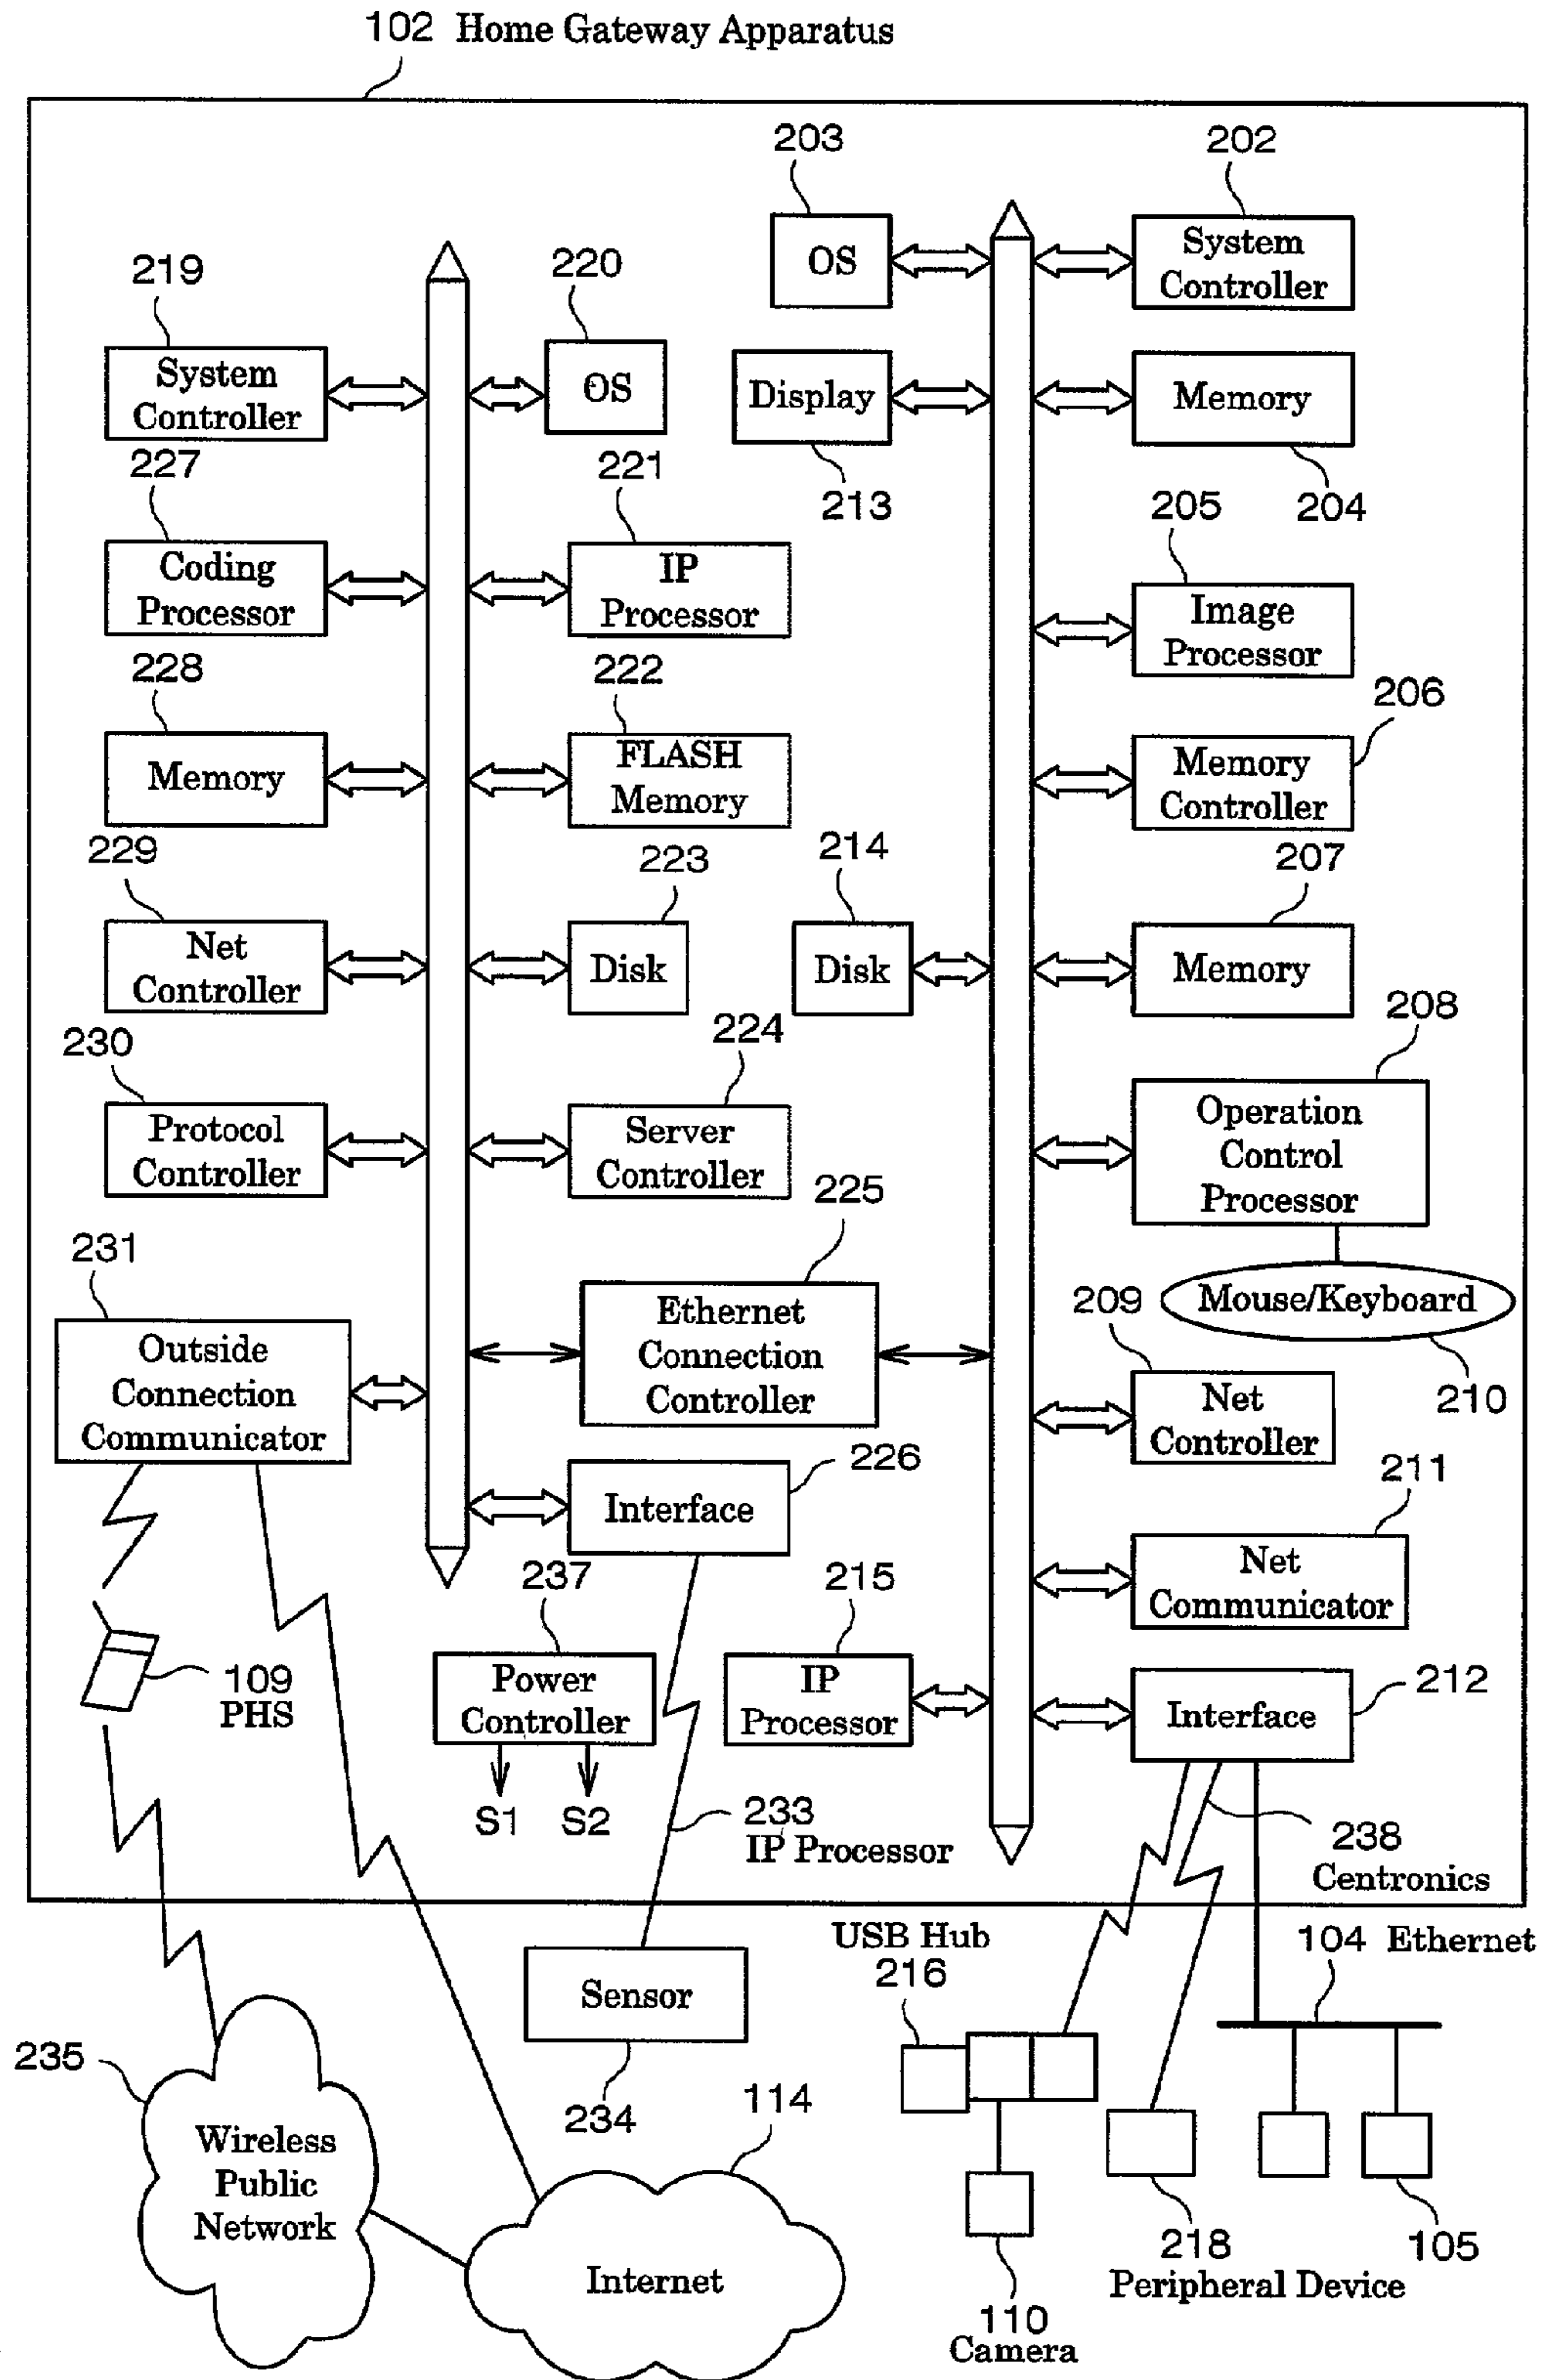 102 Home Gateway Apparatus
203
202
OS
System
Controller
219
220
System
Controller
OS
Display
Memory
213
204
227
221
205
Coding
Processor
IP
Processor
Image
Processor
228
222
206
Memory
FLASH
Memory
Memory
Controller
229
223
214
207
Net
Controller
Disk
Disk
Memory
230
224
208
Protocol
Controller
Server
Controller
Operation
Control
Processor
225
231
Mouse/Keyboard
210
Outside
Connection
Communicator
Ethernet
Connection
Controller
209
Net
Controller
226
Interface
211
Net
Communicator
237
215
109
PHS
Power
Controller
IP
Processor
212
Interface
S1 S2
233
IP Processor
238
Centronics
USB Hub
216
104 Ethernet
Sensor
234
235
Wireless
Public
Network
114
Internet
218
Peripheral Device
105
110
Camera